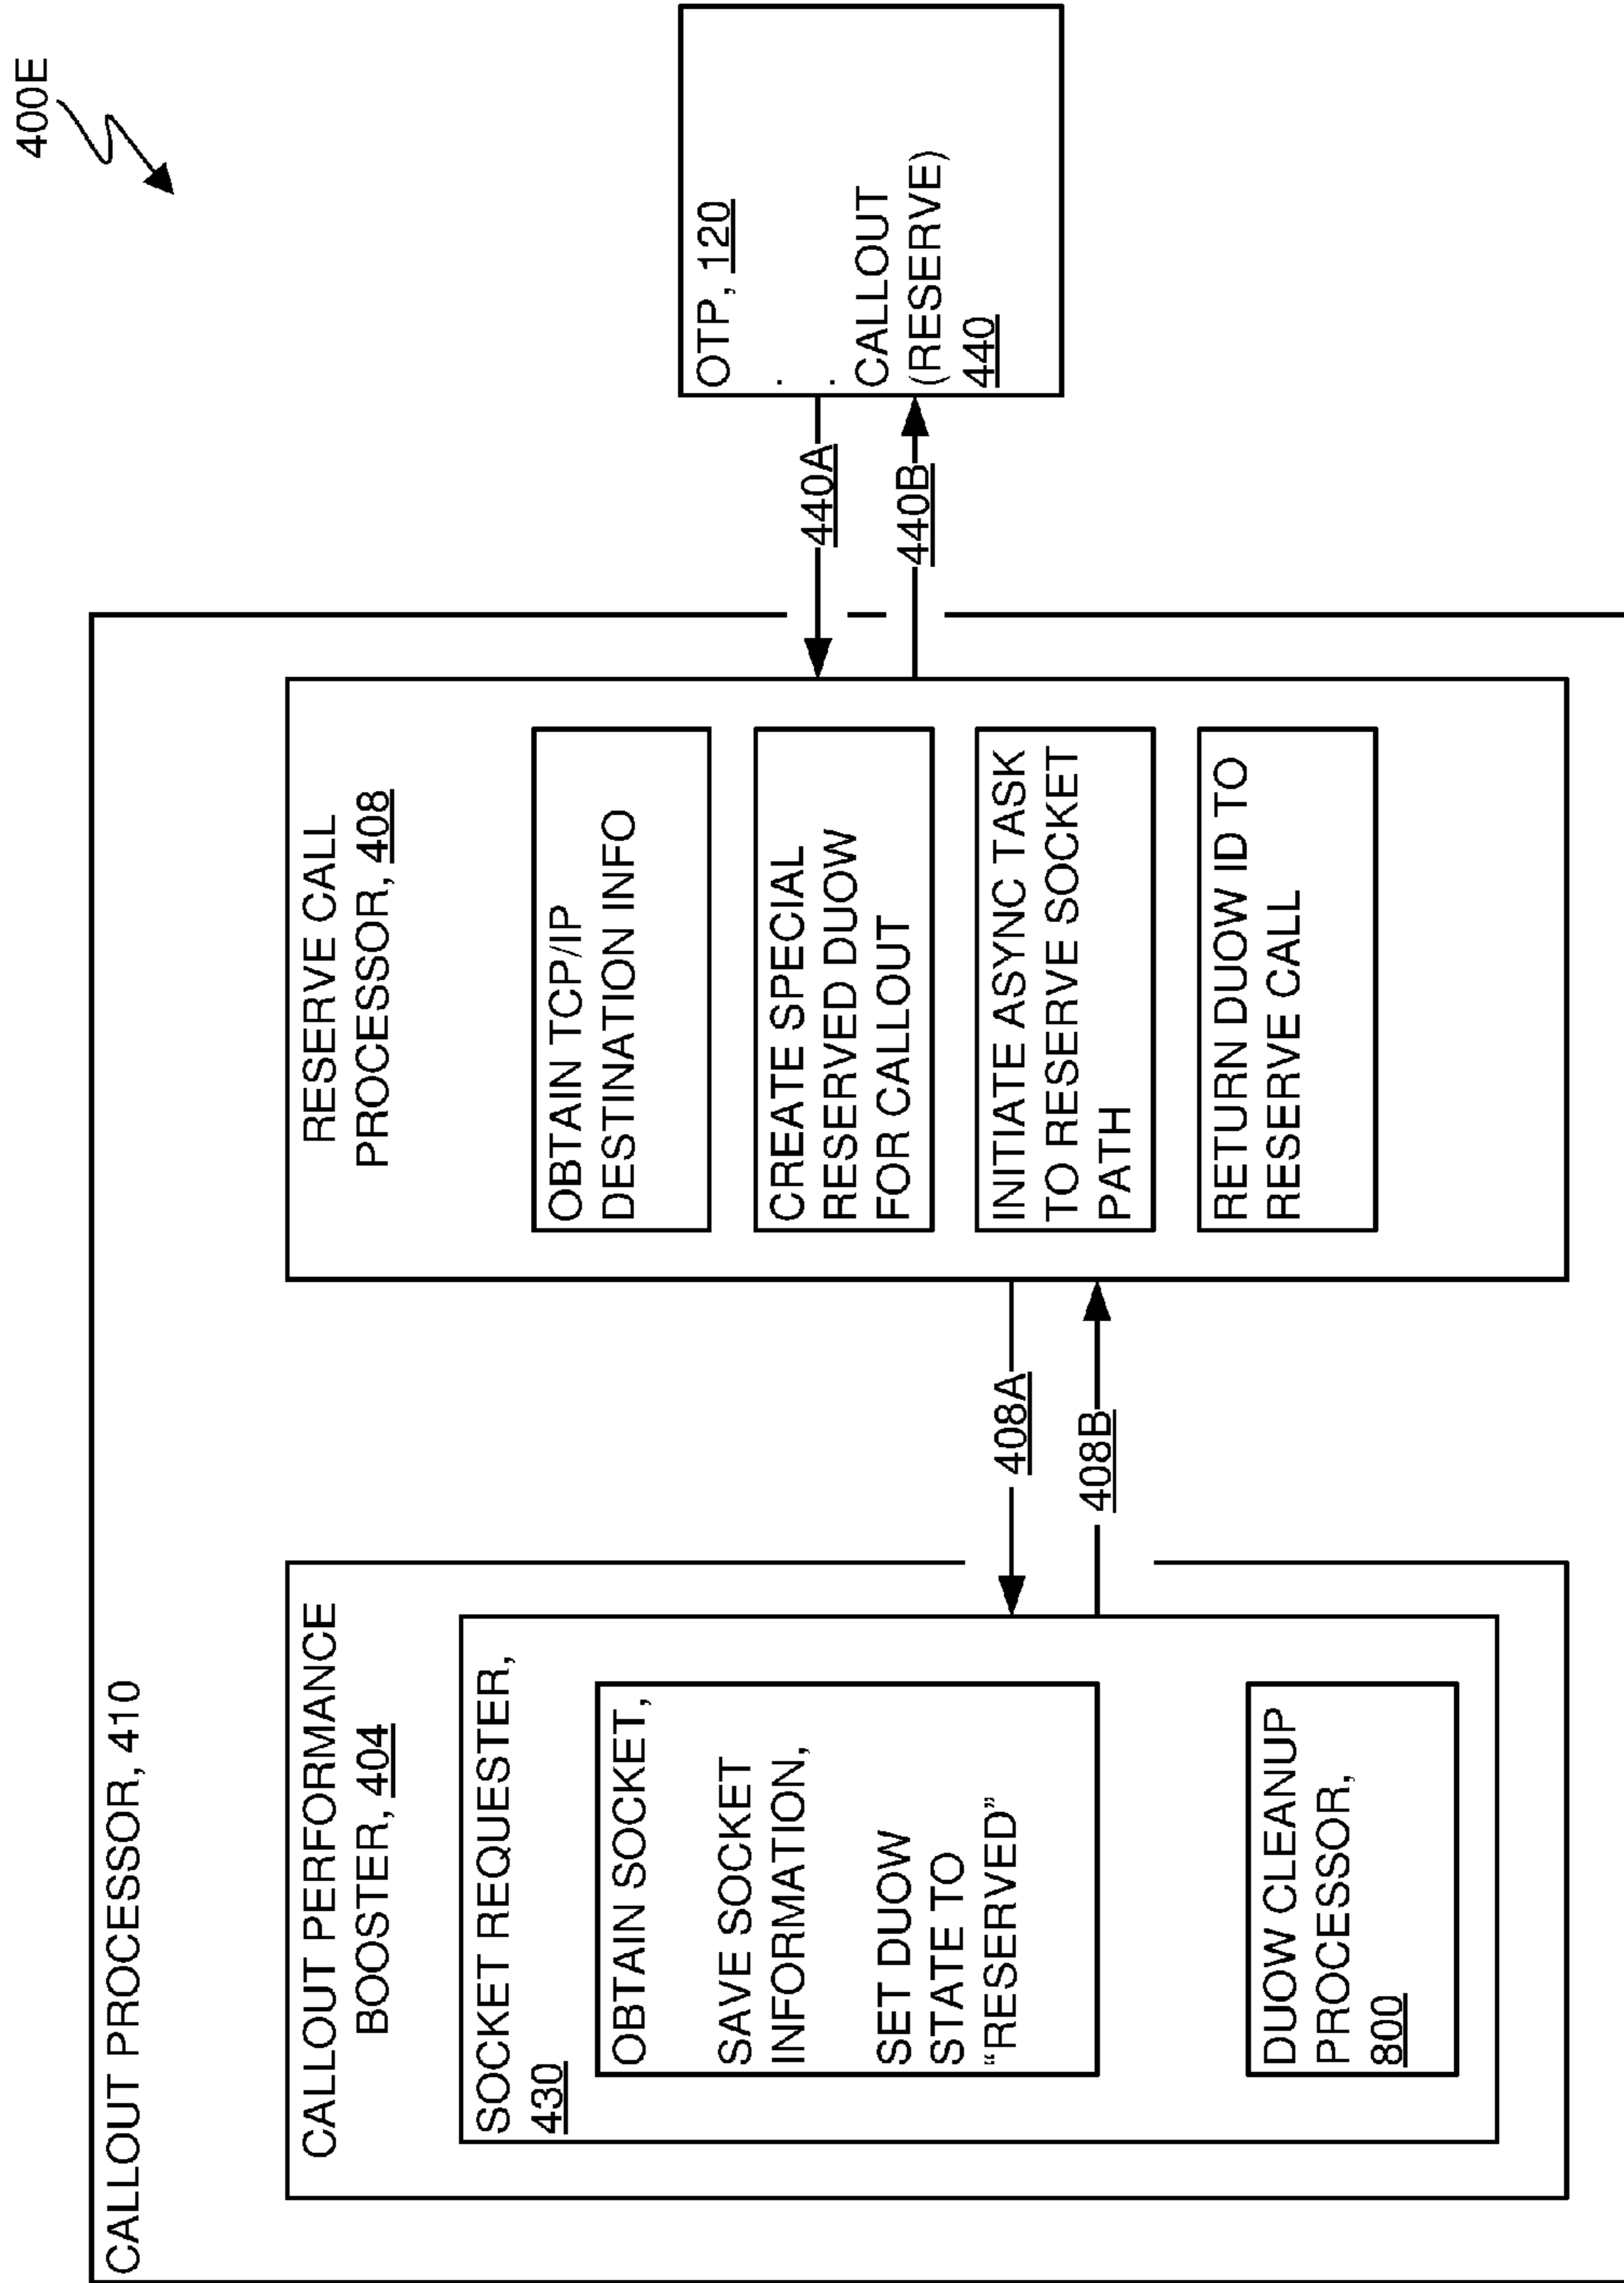 400E
CALLOUT PROCESSOR, 410
CALLOUT PERFORMANCE
BOOSTER, 404
SOCKET REQUESTER,
430
OBTAIN SOCKET,
SAVE SOCKET
INFORMATION,
SET DUOW
STATE TO
“RESERVED”
DUOW CLEANUP
PROCESSOR,
800
408A
408B
RESERVE CALL
PROCESSOR, 408
OBTAIN TCP/IP
DESTINATION INFO
CREATE SPECIAL
RESERVED DUOW
FOR CALLOUT
INITIATE ASYNC TASK
TO RESERVE SOCKET
PATH
RETURN DUOW ID TO
RESERVE CALL
440A
440B
OTP, 120
.
.
CALLOUT
(RESERVE)
440